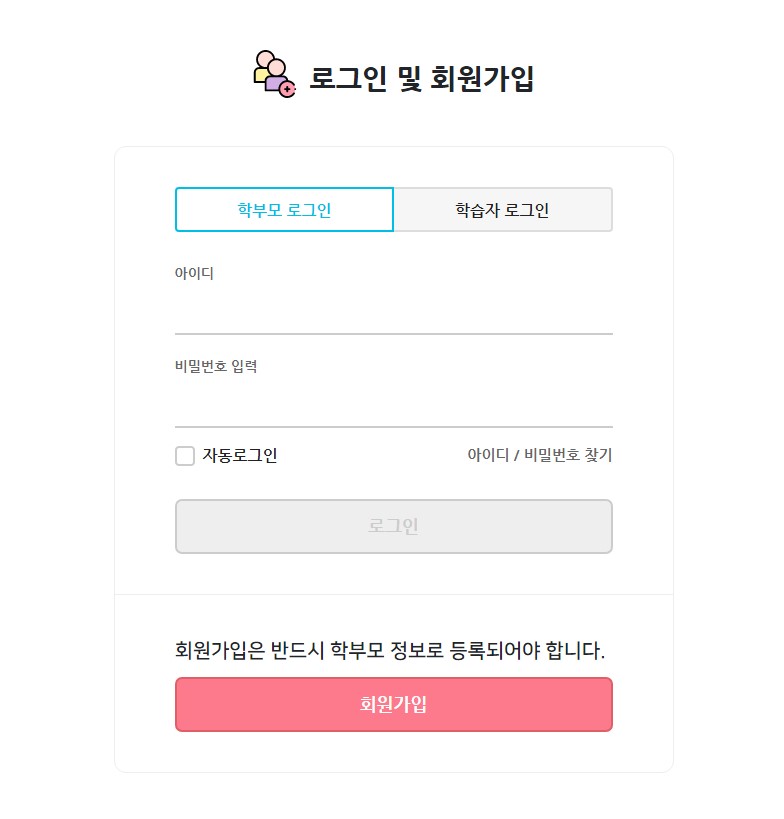 로그인 및 회원가입
학부모 로그인 학습자 로그인
아이디
비밀번호 입력
자동로그인 아이디 / 비밀번호 찾기
로그인
회원가입은 반드시 학부모 정보로 등록되어야 합니다.
회원가입